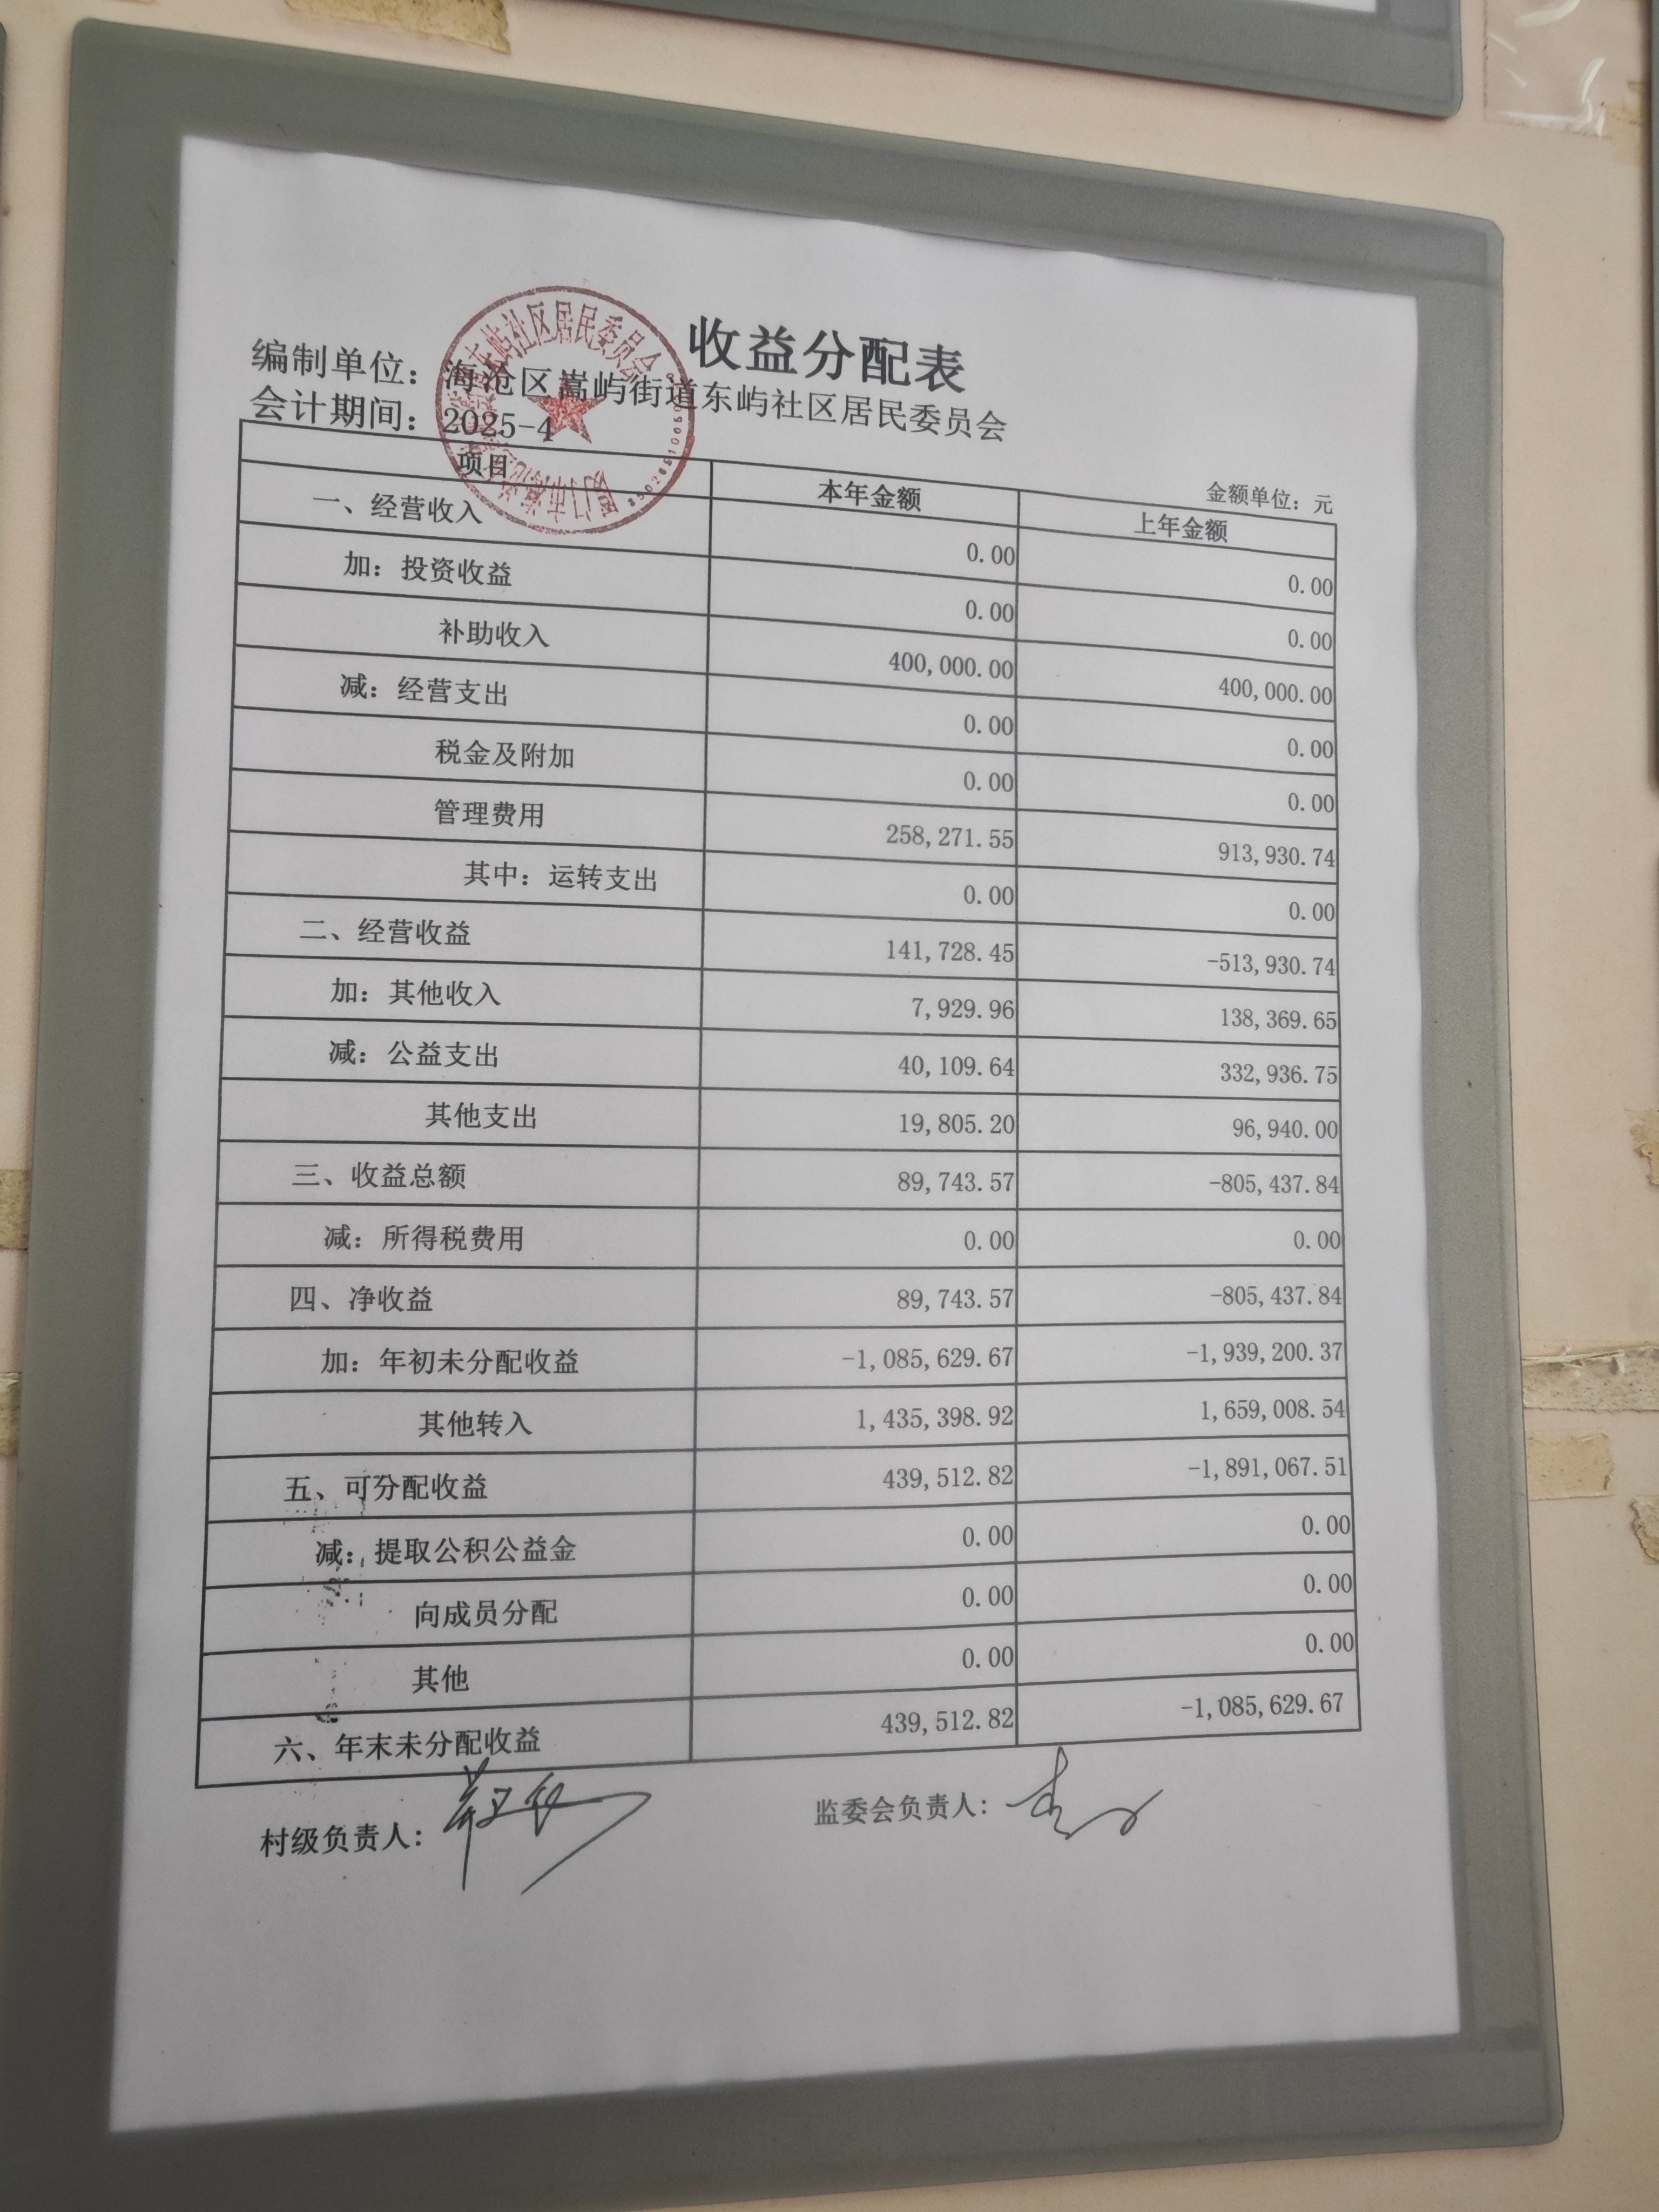 收益分配表
编制单位：海沧区嵩屿街道东屿社区居民委员会
会计期间：2025-4
金额单位：元
项目 本年金额 上年金额
一、经营收入 0.00 0.00
加：投资收益 0.00 0.00
补助收入 400,000.00 400,000.00
减：经营支出 0.00 0.00
税金及附加 0.00 0.00
管理费用 258,271.55 913,930.74
其中：运转支出 0.00 0.00
二、经营收益 141,728.45 -513,930.74
加：其他收入 7,929.96 138,369.65
减：公益支出 40,109.64 332,936.75
其他支出 19,805.20 96,940.00
三、收益总额 89,743.57 -805,437.84
减：所得税费用 0.00 0.00
四、净收益 89,743.57 -805,437.84
加：年初未分配收益 -1,085,629.67 -1,939,200.37
其他转入 1,435,398.92 1,659,008.54
五、可分配收益 439,512.82 -1,891,067.51
减：提取公积公益金 0.00 0.00
向成员分配 0.00 0.00
其他 0.00 0.00
六、年末未分配收益 439,512.82 -1,085,629.67
村级负责人： 监委会负责人：